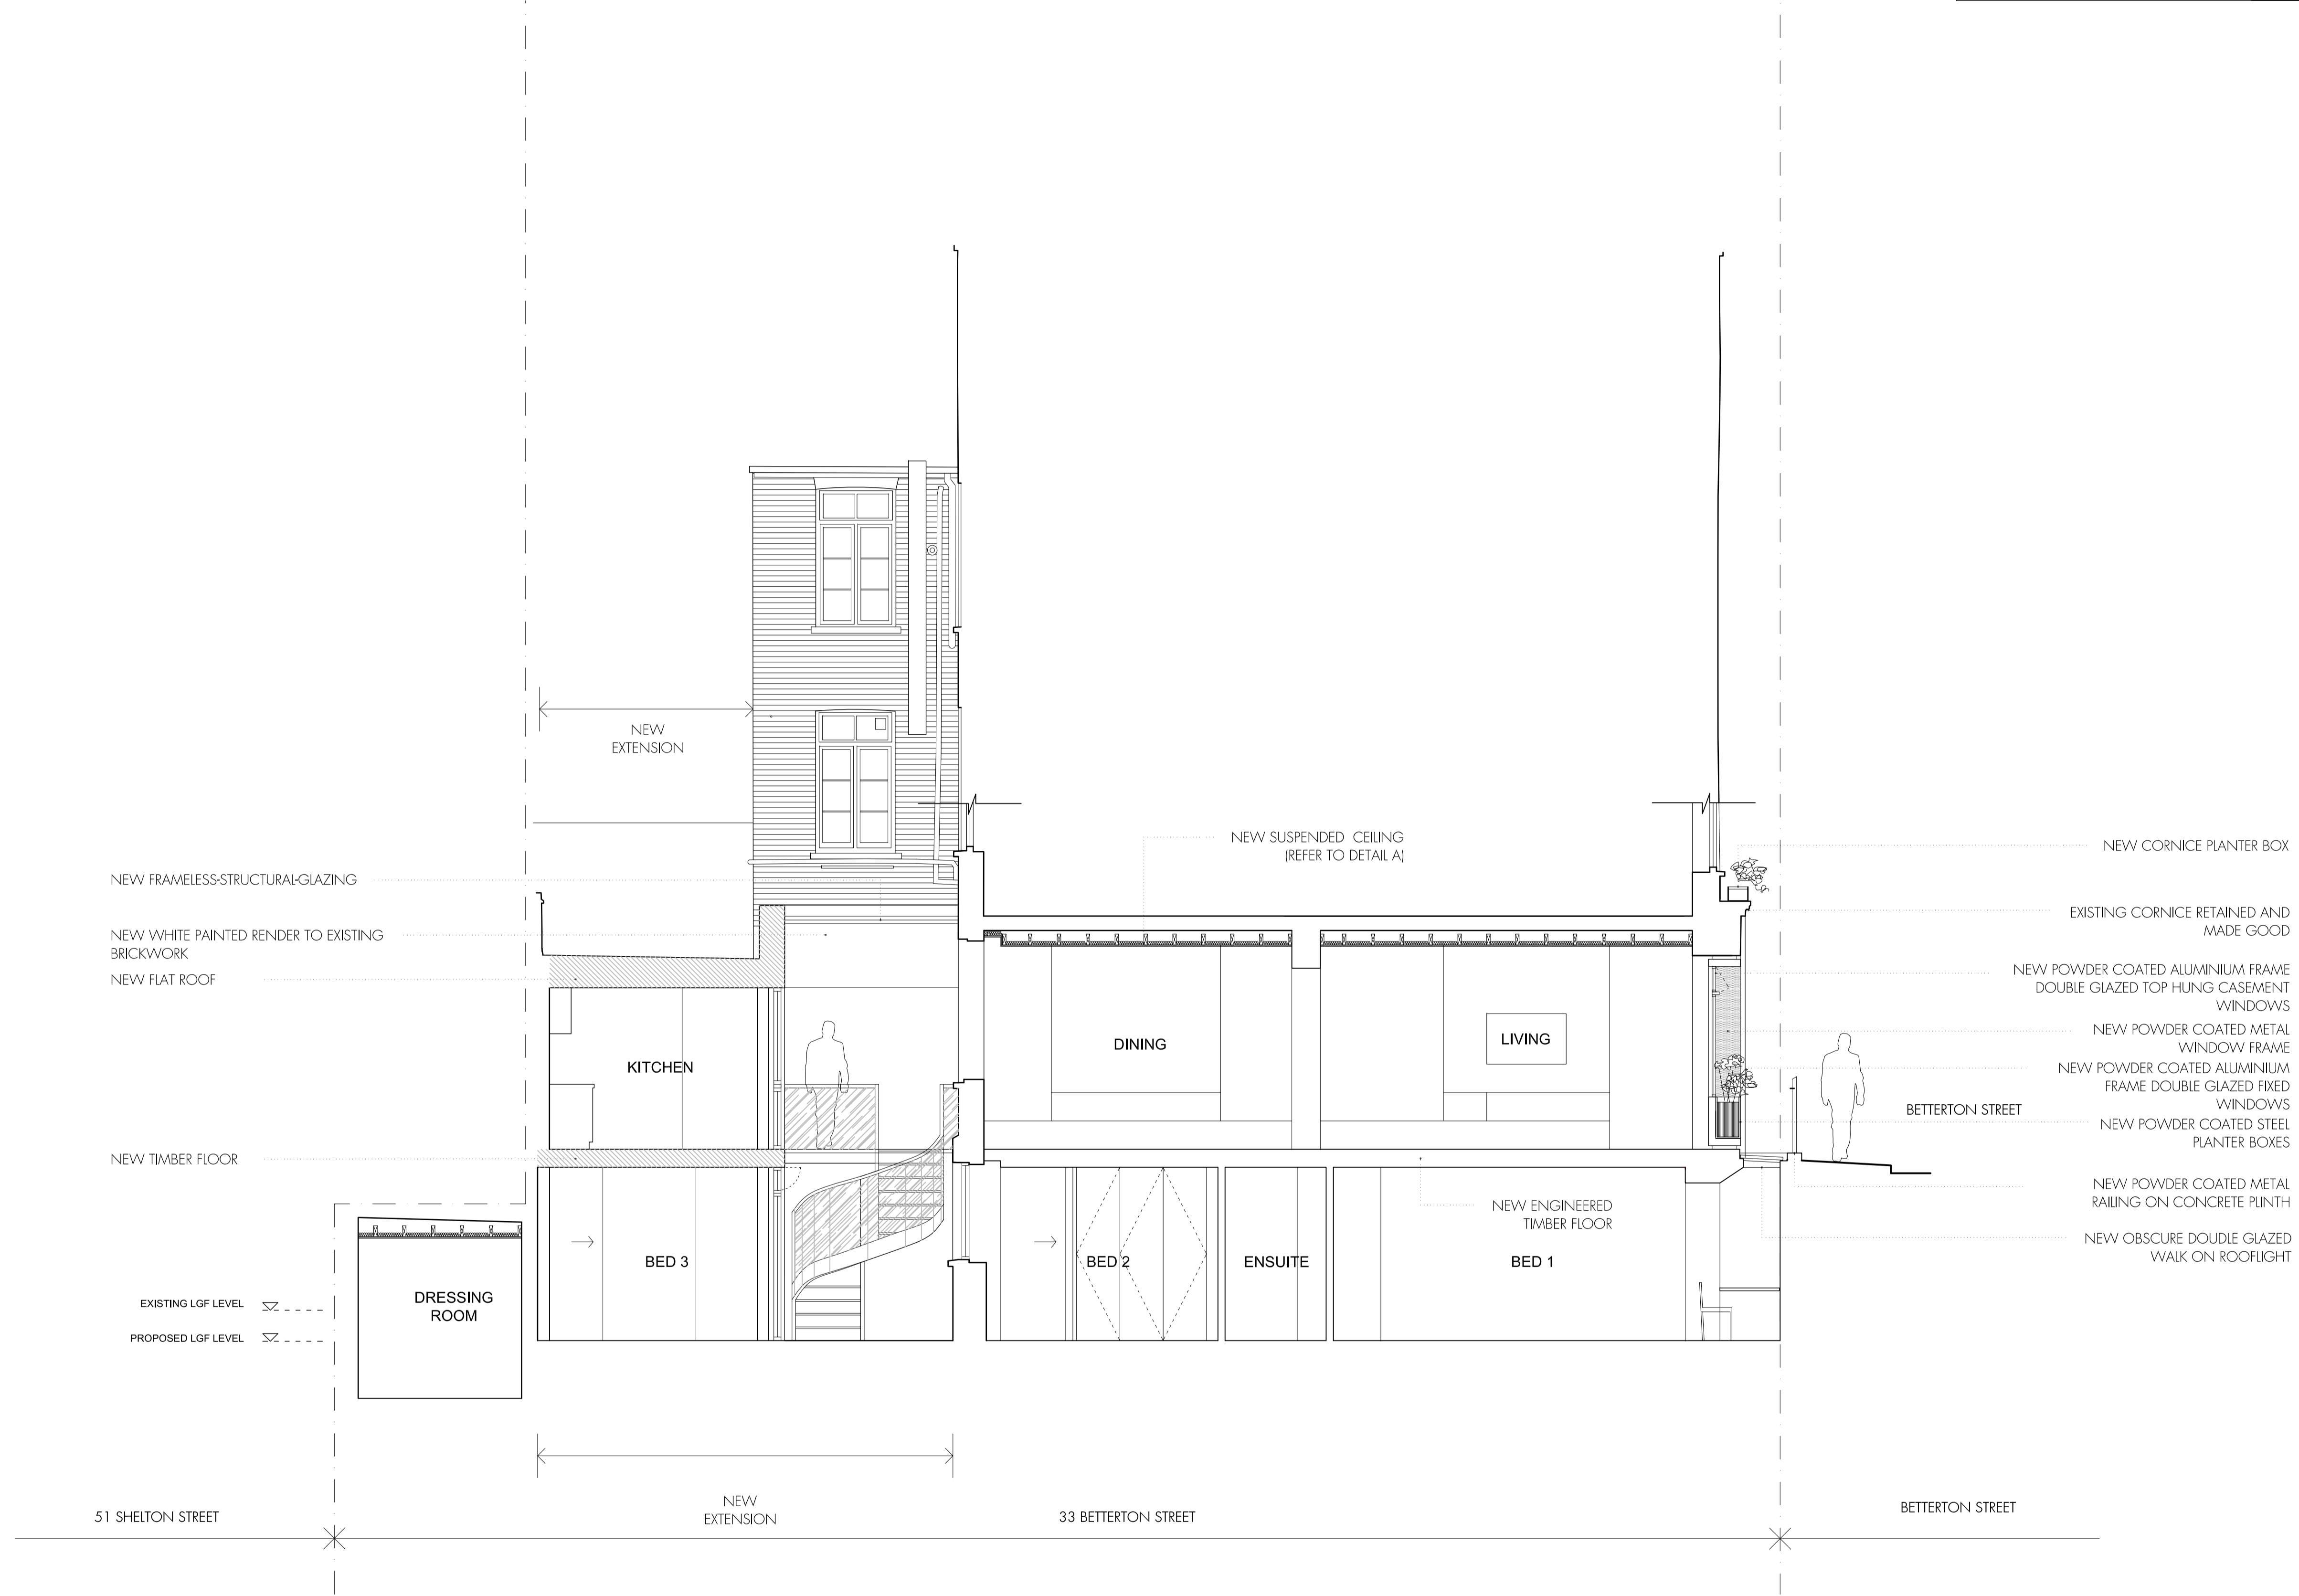 NEW
EXTENSION
NEW SUSPENDED CEILING
(REFER TO DETAIL A)
NEW FRAMELESS-STRUCTURAL-GLAZING
NEW WHITE PAINTED RENDER TO EXISTING
BRICKWORK
NEW FLAT ROOF
NEW TIMBER FLOOR
NEW CORNICE PLANTER BOX
EXISTING CORNICE RETAINED AND
MADE GOOD
NEW POWDER COATED ALUMINIUM FRAME
DOUBLE GLAZED TOP HUNG CASEMENT
WINDOWS
NEW POWDER COATED METAL
WINDOW FRAME
NEW POWDER COATED ALUMINIUM
FRAME DOUBLE GLAZED FIXED
WINDOWS
NEW POWDER COATED STEEL
PLANTER BOXES
NEW POWDER COATED METAL
RAILING ON CONCRETE PLINTH
NEW OBSCURE DOUDLE GLAZED
WALK ON ROOFLIGHT
BETTERTON STREET
KITCHEN
DINING
LIVING
NEW ENGINEERED
TIMBER FLOOR
BED 3
BED 2
ENSUITE
BED 1
DRESSING
ROOM
EXISTING LGF LEVEL
PROPOSED LGF LEVEL
NEW
EXTENSION
51 SHELTON STREET
33 BETTERTON STREET
BETTERTON STREET